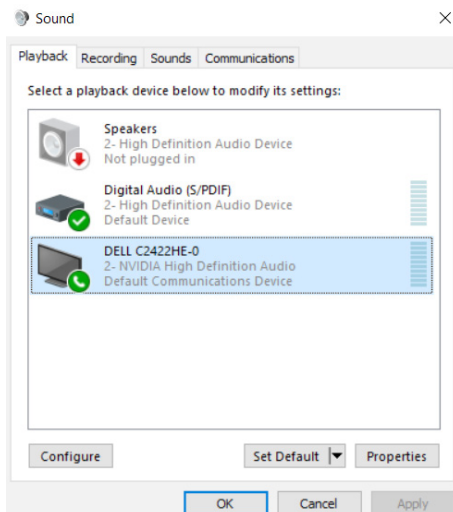 Sound
Playback Recording Sounds Communications
Select a playback device below to modify its settings:
Speakers
2- High Definition Audio Device
Not plugged in
Digital Audio (S/PDIF)
2- High Definition Audio Device
Default Device
DELL C2422HE-0
2- NVIDIA High Definition Audio
Default Communications Device
Configure Set Default Properties
OK Cancel Apply